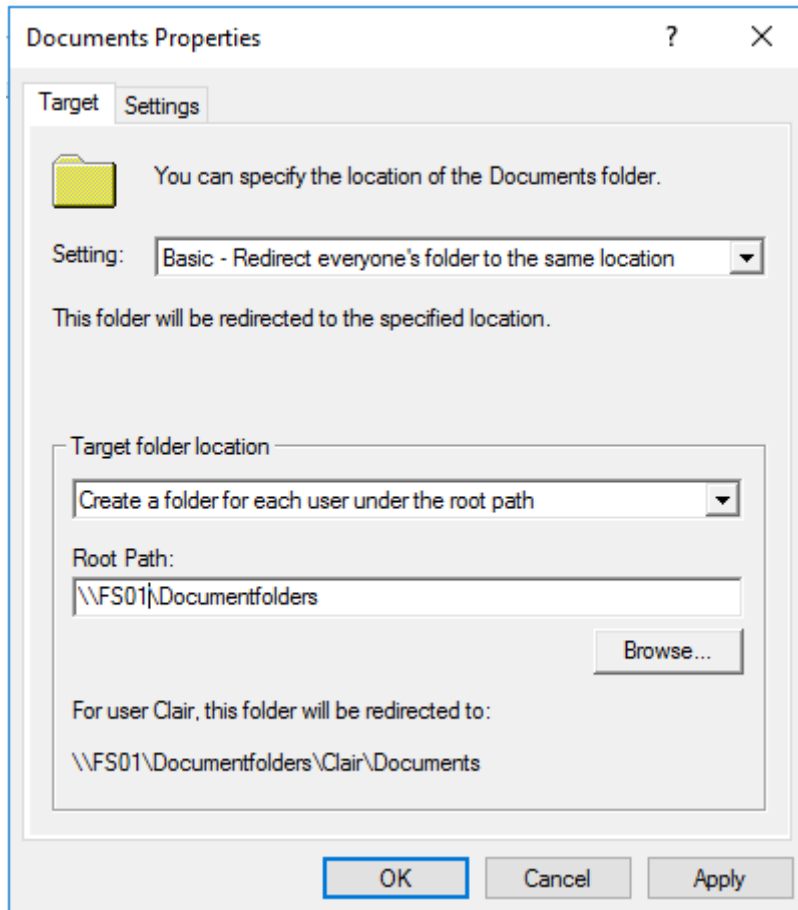 Documents Properties
?
Target
Settings
You can specify the location of the Documents folder.
Setting:
Basic - Redirect everyone's folder to the same location
This folder will be redirected to the specified location.
Target folder location
Create a folder for each user under the root path
Root Path:
\\FS01\Documentfolders
Browse...
For user Clair, this folder will be redirected to:
\\FS01\Documentfolders\Clair\Documents
OK
Cancel
Apply